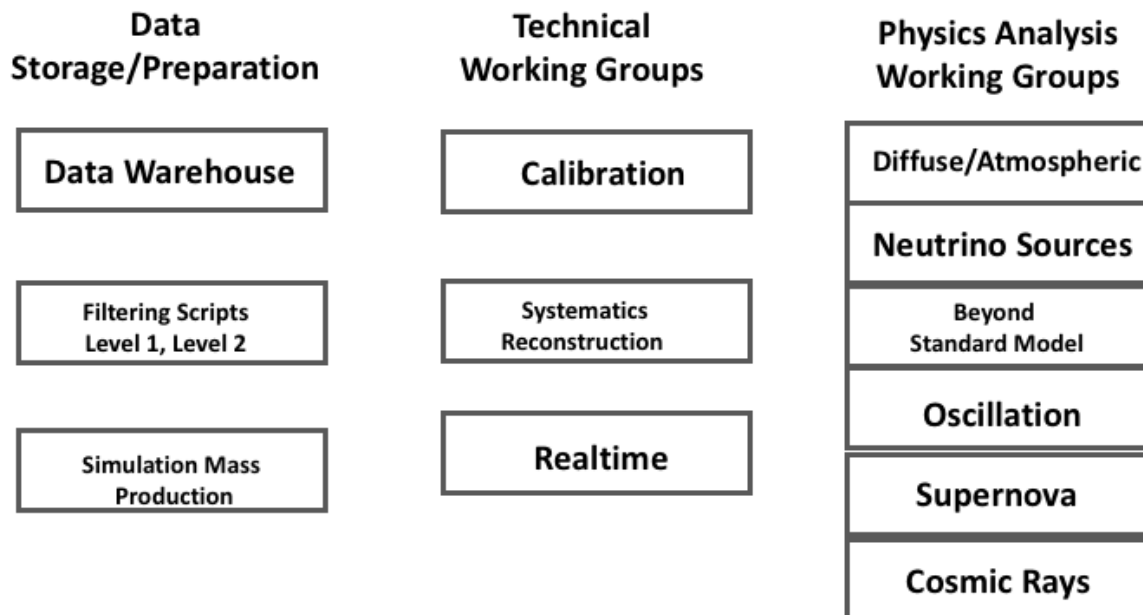 Data
Storage/Preparation
Data Warehouse
Filtering Scripts
Level 1, Level 2
Simulation Mass
Production
Technical
Working Groups
Calibration
Systematics
Reconstruction
Realtime
Physics Analysis
Working Groups
Diffuse/Atmospheric
Neutrino Sources
Beyond
Standard Model
Oscillation
Supernova
Cosmic Rays